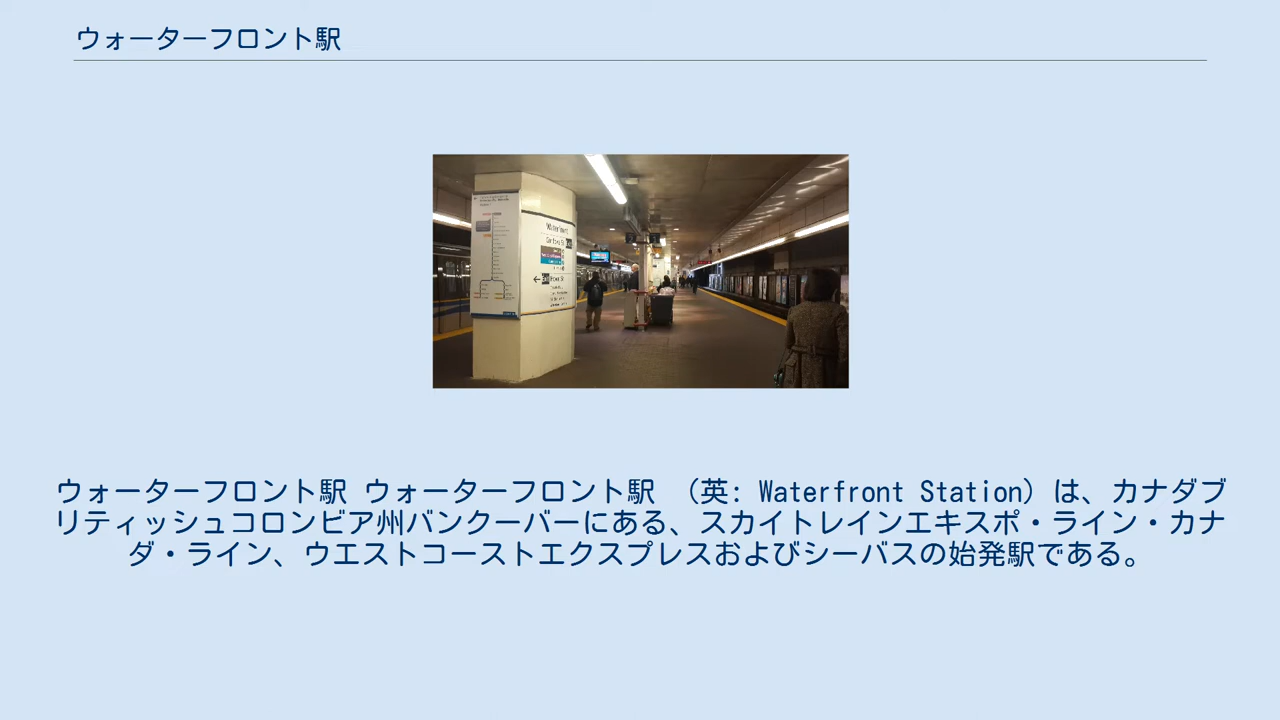 ウォーターフロント駅
Waterfront
ウォーターフロント駅 ウォーターフロント駅 （英: Waterfront Station）は、カナダブ
リティッシュコロンビア州バンクーバーにある、スカイトレインエキスポ・ライン・カナ
ダ・ライン、ウエストコーストエクスプレスおよびシーバスの始発駅である。